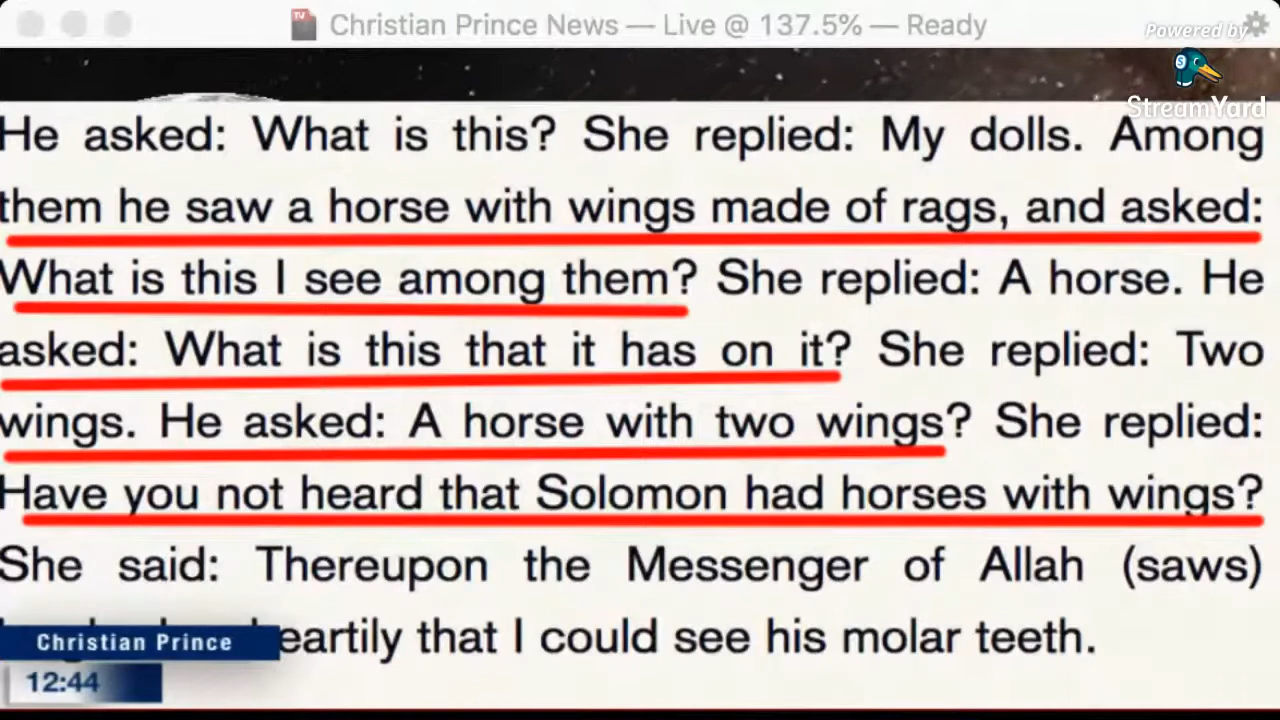 Christian Prince News — Live @ 137.5% — Ready
Powered by
StreamYard
He asked: What is this? She replied: My dolls. Among
them he saw a horse with wings made of rags, and asked:
What is this I see among them? She replied: A horse. He
asked: What is this that it has on it? She replied: Two
wings. He asked: A horse with two wings? She replied:
Have you not heard that Solomon had horses with wings?
She said: Thereupon the Messenger of Allah (saws)
that I could see his molar teeth.
Christian Prince
12:44